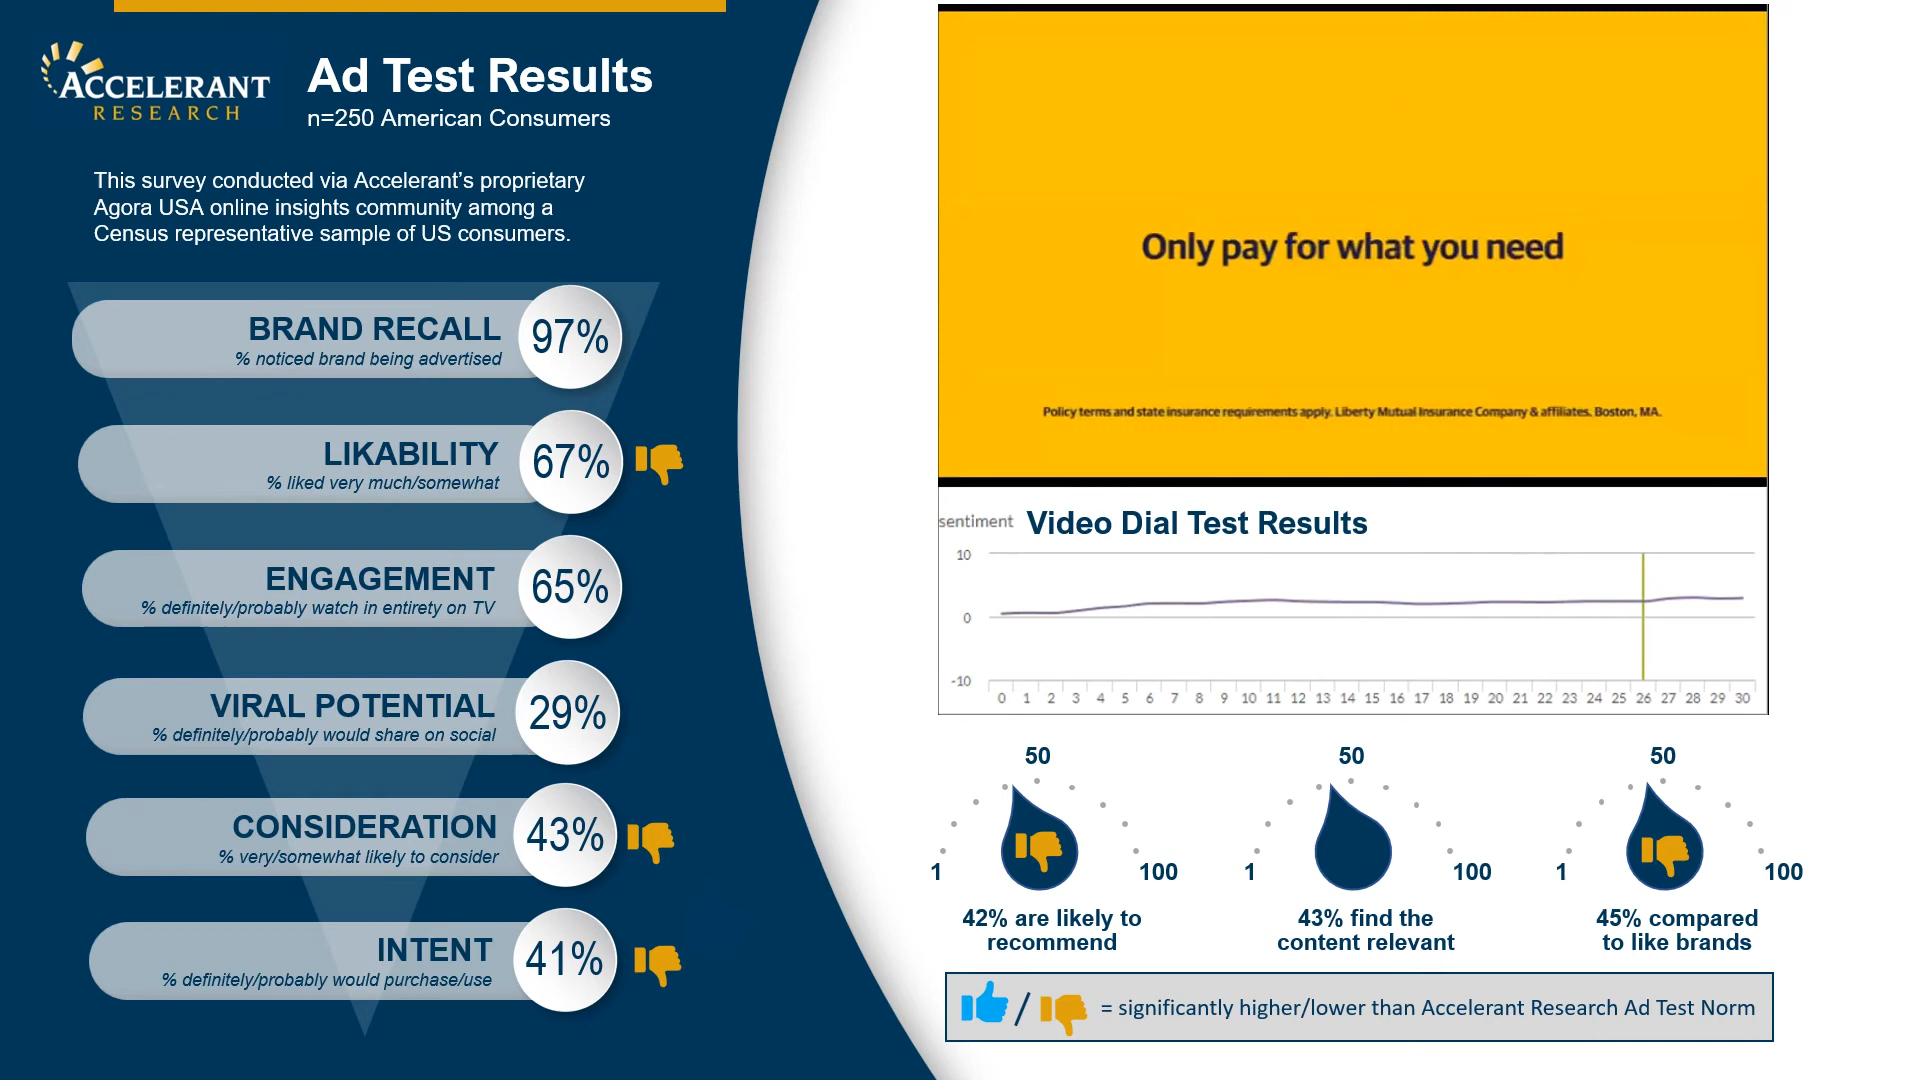 ACCELERANT
RESEARCH
Ad Test Results
n=250 American Consumers
This survey conducted via Accelerant’s proprietary
Agora USA online insights community among a
Census representative sample of US consumers.
BRAND RECALL
% noticed brand being advertised
97%
LIKABILITY
% liked very much/somewhat
67%
ENGAGEMENT
% definitely/probably watch in entirety on TV
65%
VIRAL POTENTIAL
% definitely/probably would share on social
29%
CONSIDERATION
% very/somewhat likely to consider
43%
INTENT
% definitely/probably would purchase/use
41%
Only pay for what you need
Policy terms and state insurance requirements apply. Liberty Mutual Insurance Company & affiliates. Boston, MA.
sentiment Video Dial Test Results
10
0
-10
0 1 2 3 4 5 6 7 8 9 10 11 12 13 14 15 16 17 18 19 20 21 22 23 24 25 26 27 28 29 30
50
1 100
42% are likely to
recommend
50
1 100
43% find the
content relevant
50
1 100
45% compared
to like brands
/ = significantly higher/lower than Accelerant Research Ad Test Norm